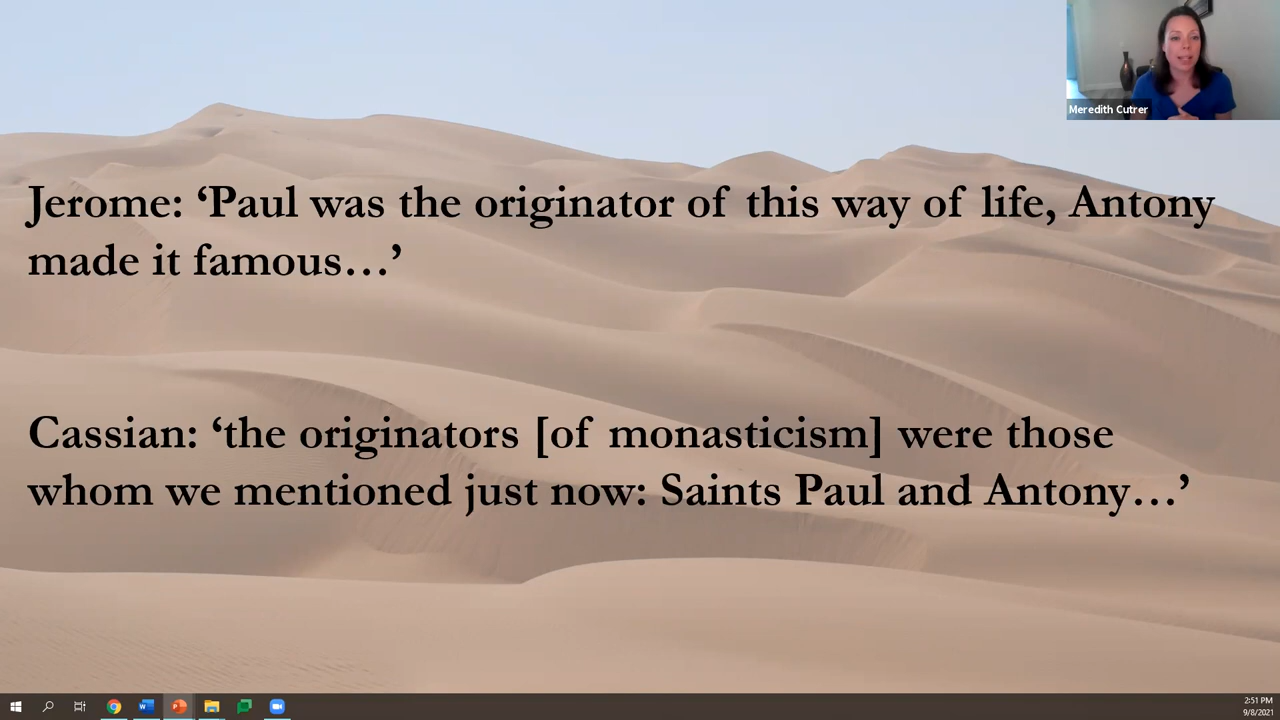 Meredith Cutrer
Jerome: ‘Paul was the originator of this way of life, Antony
made it famous…’
Cassian: ‘the originators [of monasticism] were those
whom we mentioned just now: Saints Paul and Antony…’
2:51 PM
9/8/2021